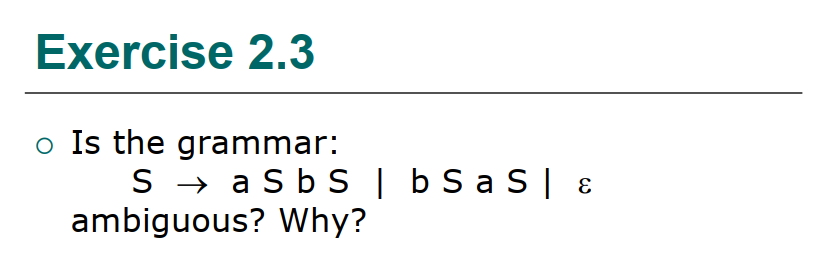 Exercise 2.3
○ Is the grammar:
S → a S b S | b S a S | ε
ambiguous? Why?